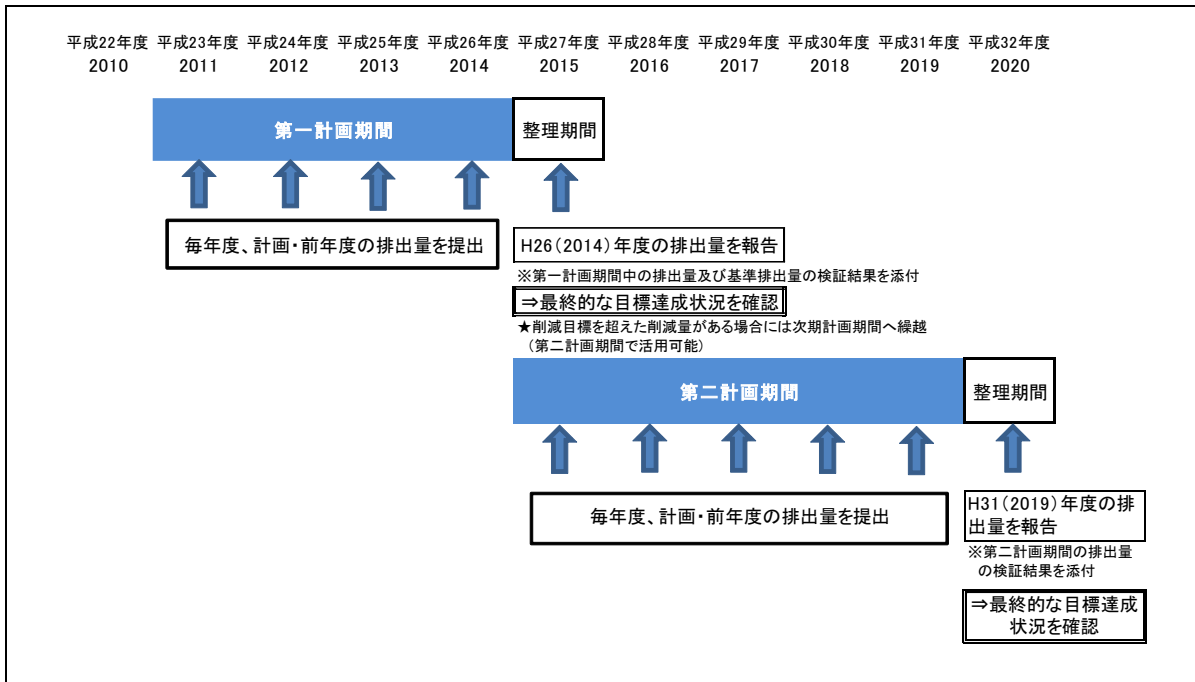 平成22年度 平成23年度 平成24年度 平成25年度 平成26年度 平成27年度 平成28年度 平成29年度 平成30年度 平成31年度 平成32年度
2010 2011 2012 2013 2014 2015 2016 2017 2018 2019 2020
第一計画期間
整理期間
毎年度、計画・前年度の排出量を提出
H26(2014)年度の排出量を報告
※第一計画期間中の排出量及び基準排出量の検証結果を添付
⇒最終的な目標達成状況を確認
★削減目標を超えた削減量がある場合には次期計画期間へ繰越
(第二計画期間で活用可能)
第二計画期間
整理期間
毎年度、計画・前年度の排出量を提出
H31(2019)年度の排
出量を報告
※第二計画期間の排出量
の検証結果を添付
⇒最終的な目標達成
状況を確認